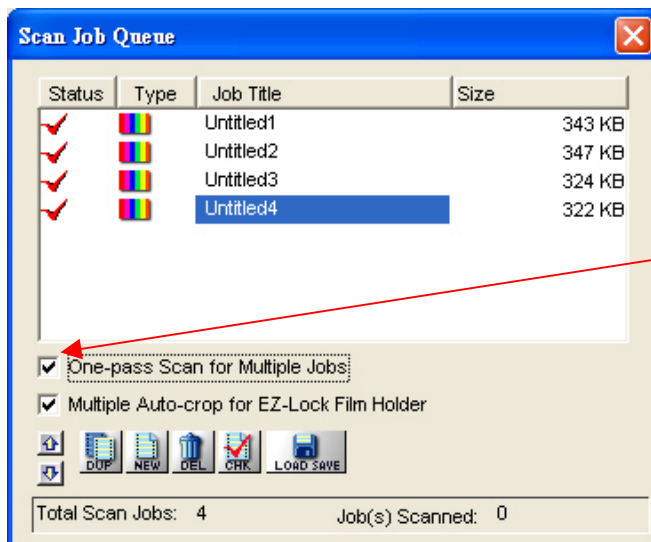 Scan Job Queue
Status Type Job Title Size
Untitled1 343 KB
Untitled2 347 KB
Untitled3 324 KB
Untitled4 322 KB
One-pass Scan for Multiple Jobs
Multiple Auto-crop for EZ-Lock Film Holder
DUP NEW DEL CHK LOAD SAVE
Total Scan Jobs: 4 Job(s) Scanned: 0